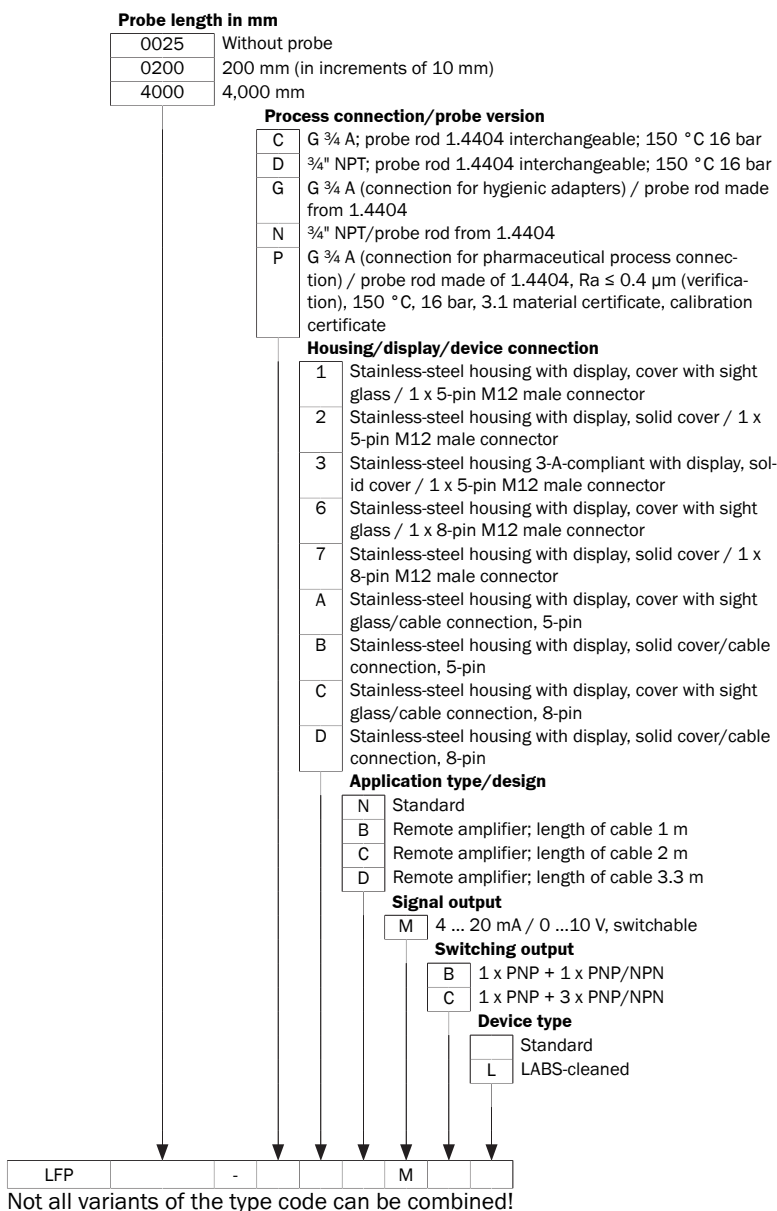 Probe length in mm
0025 Without probe
0200 200 mm (in increments of 10 mm)
4000 4,000 mm
Process connection/probe version
C G ¾ A; probe rod 1.4404 interchangeable; 150 °C 16 bar
D ¾" NPT; probe rod 1.4404 interchangeable; 150 °C 16 bar
G G ¾ A (connection for hygienic adapters) / probe rod made
from 1.4404
N ¾" NPT/probe rod from 1.4404
P G ¾ A (connection for pharmaceutical process connec-
tion) / probe rod made of 1.4404, Ra ≤ 0.4 µm (verifica-
tion), 150 °C, 16 bar, 3.1 material certificate, calibration
certificate
Housing/display/device connection
1 Stainless-steel housing with display, cover with sight
glass / 1 x 5-pin M12 male connector
2 Stainless-steel housing with display, solid cover / 1 x
5-pin M12 male connector
3 Stainless-steel housing 3-A-compliant with display, sol-
id cover / 1 x 5-pin M12 male connector
6 Stainless-steel housing with display, cover with sight
glass / 1 x 8-pin M12 male connector
7 Stainless-steel housing with display, solid cover / 1 x
8-pin M12 male connector
A Stainless-steel housing with display, cover with sight
glass/cable connection, 5-pin
B Stainless-steel housing with display, solid cover/cable
connection, 5-pin
C Stainless-steel housing with display, cover with sight
glass/cable connection, 8-pin
D Stainless-steel housing with display, solid cover/cable
connection, 8-pin
Application type/design
N Standard
B Remote amplifier; length of cable 1 m
C Remote amplifier; length of cable 2 m
D Remote amplifier; length of cable 3.3 m
Signal output
M 4 ... 20 mA / 0 ...10 V, switchable
Switching output
B 1 x PNP + 1 x PNP/NPN
C 1 x PNP + 3 x PNP/NPN
Device type
Standard
L LABS-cleaned
LFP - M
Not all variants of the type code can be combined!